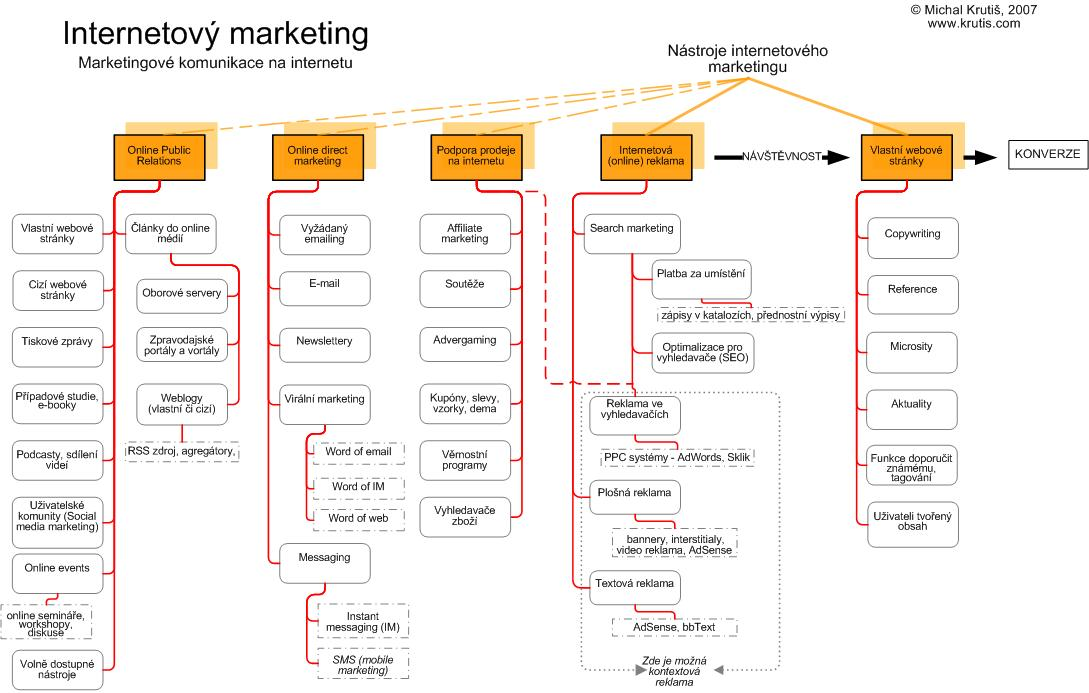 © Michal Krutiš, 2007
www.krutis.com
Internetový marketing
Marketingové komunikace na internetu
Nástroje internetového
marketingu
Online Public
Relations
Online direct
marketing
Podpora prodeje
na internetu
Internetová
(online) reklama
NÁVŠTĚVNOST
Vlastní webové
stránky
KONVERZE
Vlastní webové
stránky
Cizí webové
stránky
Tiskové zprávy
Případové studie,
e-booky
Podcasty, sdílení
videí
Uživatelské
komunity (Social
media marketing)
Online events
online semináře,
workshopy,
diskuse
Volně dostupné
nástroje
Články do online
médií
Oborové servery
Zpravodajské
portály a vortály
Weblogy
(vlastní či cizí)
RSS zdroj, agregátory,
Vyžádaný
emailing
E-mail
Newslettery
Virální marketing
Word of email
Word of IM
Word of web
Messaging
Instant
messaging (IM)
SMS (mobile
marketing)
Affiliate
marketing
Soutěže
Advergaming
Kupóny, slevy,
vzorky, dema
Věrnostní
programy
Vyhledavače
zboží
Search marketing
Platba za umístění
zápisy v katalozích, přednostní výpisy
Optimalizace pro
vyhledavače (SEO)
Reklama ve
vyhledavačích
PPC systémy - AdWords, Sklik
Plošná reklama
bannery, interstitialy,
video reklama, AdSense
Textová reklama
AdSense, bbText
Zde je možná
kontextová
reklama
Copywriting
Reference
Microsity
Aktuality
Funkce doporučit
známému,
tagování
Uživateli tvořený
obsah